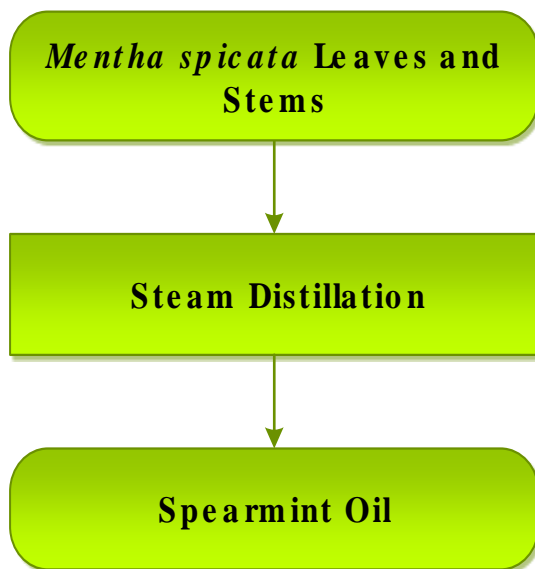 Mentha spicata Leaves and
Stems
Steam Distillation
Spearmint Oil